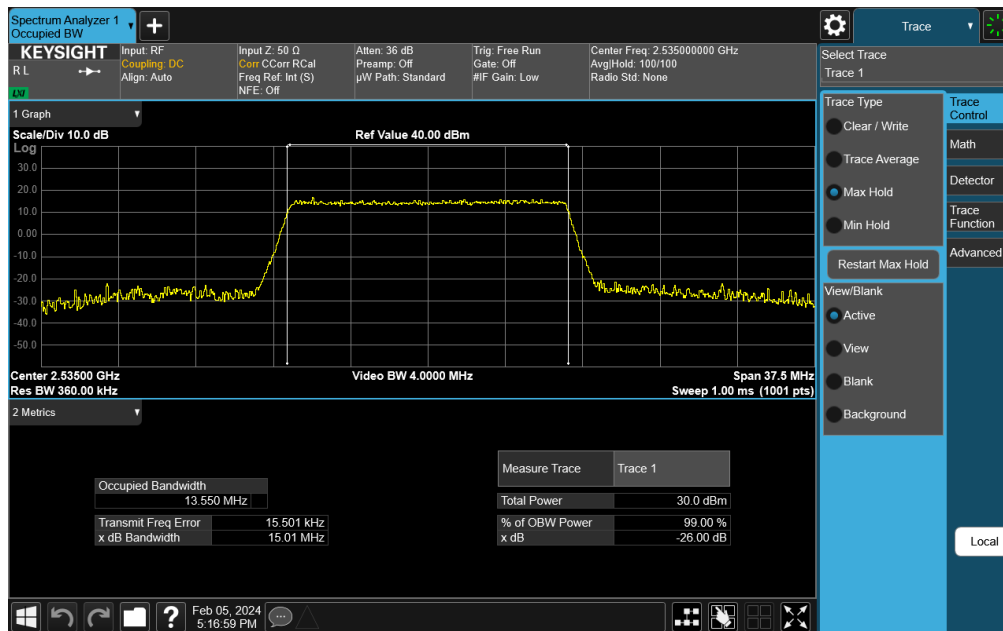 Spectrum Analyzer 1
Occupied BW
KEYSIGHT
R L
LXI
Input: RF
Coupling: DC
Align: Auto
Input Z: 50 Ω
Corr CCorr RCal
Freq Ref: Int (S)
NFE: Off
Atten: 36 dB
Preamp: Off
µW Path: Standard
Trig: Free Run
Gate: Off
#IF Gain: Low
Center Freq: 2.535000000 GHz
Avg|Hold: 100/100
Radio Std: None
1 Graph
Scale/Div 10.0 dB
Ref Value 40.00 dBm
Log
30.0
20.0
10.0
0.00
-10.0
-20.0
-30.0
-40.0
-50.0
Center 2.53500 GHz
Video BW 4.0000 MHz
Span 37.5 MHz
Res BW 360.00 kHz
Sweep 1.00 ms (1001 pts)
2 Metrics
Occupied Bandwidth
13.550 MHz
Transmit Freq Error 15.501 kHz
x dB Bandwidth 15.01 MHz
Measure Trace Trace 1
Total Power 30.0 dBm
% of OBW Power 99.00 %
x dB -26.00 dB
Feb 05, 2024
5:16:59 PM
Trace
Select Trace
Trace 1
Trace Type
Clear / Write
Trace Average
Max Hold
Min Hold
Restart Max Hold
View/Blank
Active
View
Blank
Background
Trace
Control
Math
Detector
Trace
Function
Advanced
Local